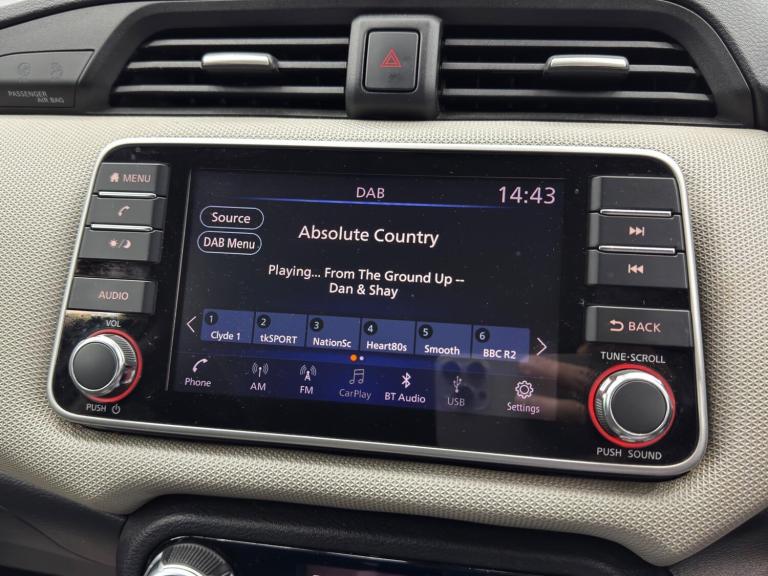 PASSENGER
AIR BAG
MENU
AUDIO
VOL
PUSH
DAB
14:43
Source
DAB Menu
Absolute Country
Playing... From The Ground Up --
Dan & Shay
1 Clyde 1
2 tkSPORT
3 NationSc
4 Heart80s
5 Smooth
6 BBC R2
Phone
AM
FM
CarPlay
BT Audio
USB
Settings
BACK
TUNE·SCROLL
PUSH SOUND